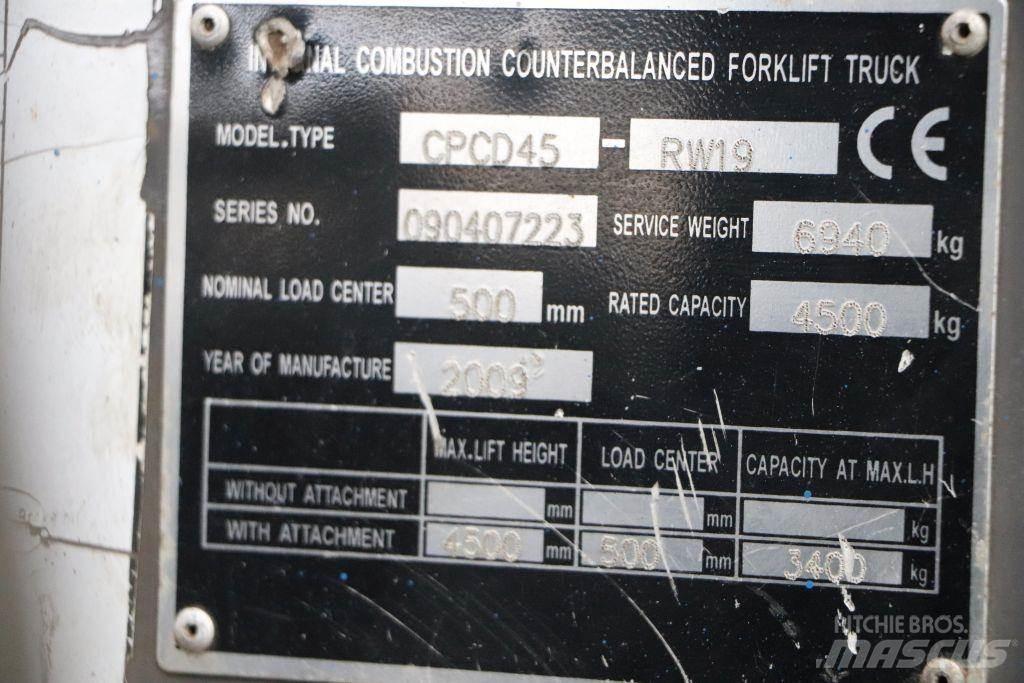 COMBUSTION COUNTERBALANCED FORKLIFT TRUCK
MODEL.TYPE CPCD45 - RW19 CE
SERIES NO. 090407223 SERVICE WEIGHT 6940 kg
NOMINAL LOAD CENTER 500 mm RATED CAPACITY 4500 kg
YEAR OF MANUFACTURE 2009
MAX.LIFT HEIGHT LOAD CENTER CAPACITY AT MAX.L.H
WITHOUT ATTACHMENT mm mm kg
WITH ATTACHMENT 4500 mm 500 mm 3400 kg
RITCHIE BROS.
MASCUS